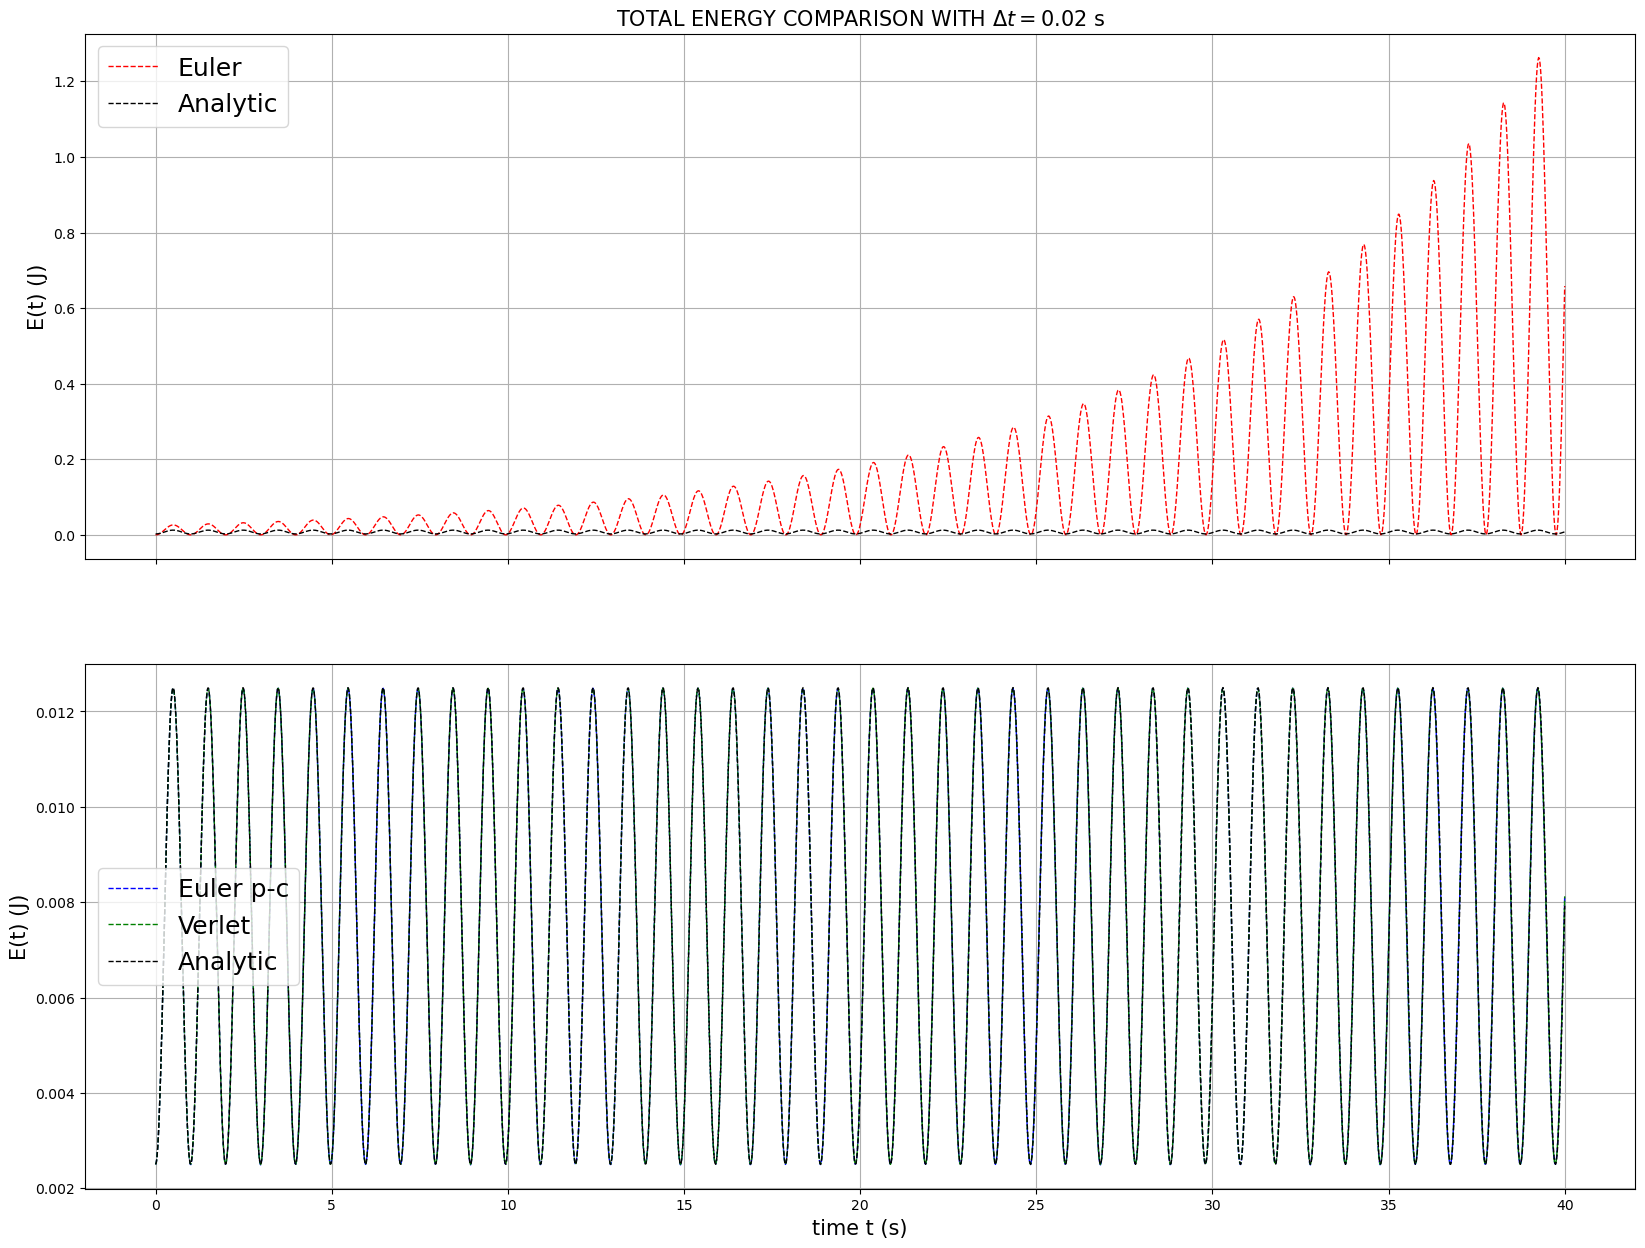 TOTAL ENERGY COMPARISON WITH Δt = 0.02 s
Euler
Analytic
1.2
1.0
0.8
0.6
0.4
0.2
0.0
E(t) (J)
0.012
0.010
0.008
0.006
0.004
0.002
E(t) (J)
Euler p-c
Verlet
Analytic
0 5 10 15 20 25 30 35 40
time t (s)